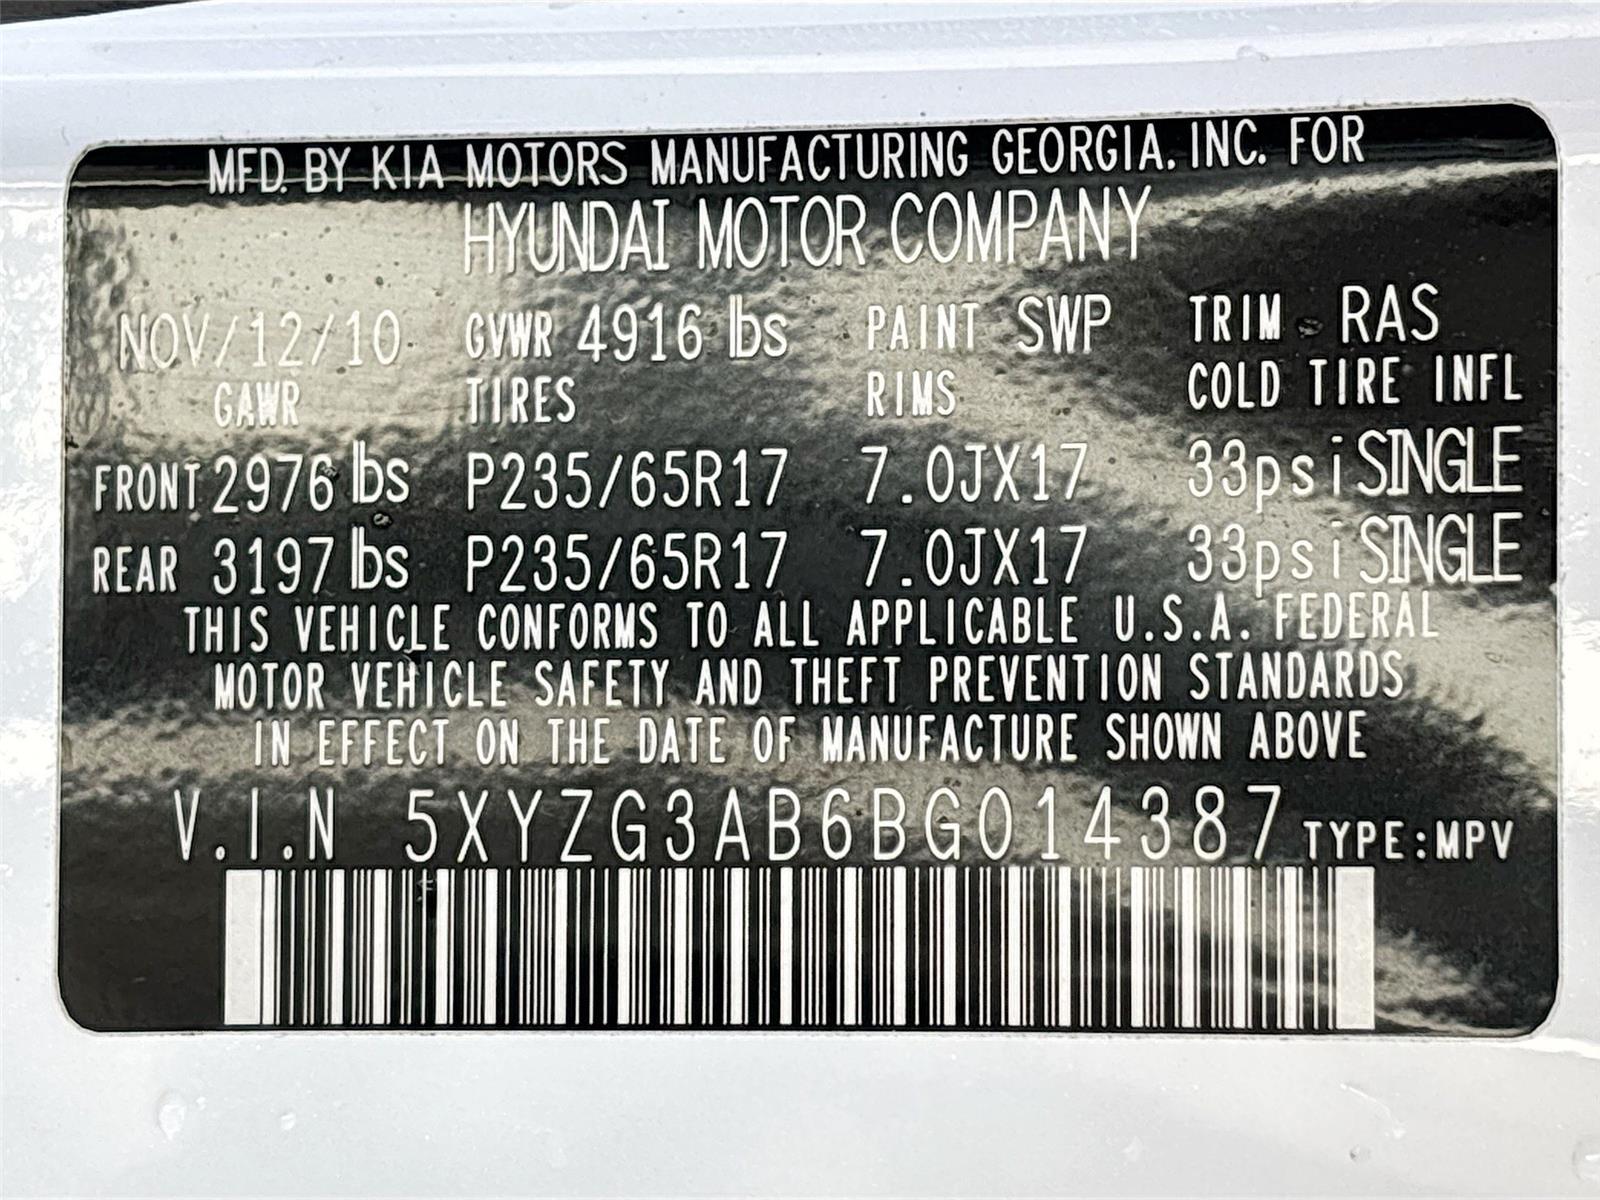 MFD. BY KIA MOTORS MANUFACTURING GEORGIA. INC. FOR
HYUNDAI MOTOR COMPANY
NOV/12/10 GVWR 4916 lbs PAINT SWP TRIM RAS
GAWR TIRES RIMS COLD TIRE INFL
FRONT 2976 lbs P235/65R17 7.0JX17 33psi SINGLE
REAR 3197 lbs P235/65R17 7.0JX17 33psi SINGLE
THIS VEHICLE CONFORMS TO ALL APPLICABLE U.S.A. FEDERAL
MOTOR VEHICLE SAFETY AND THEFT PREVENTION STANDARDS
IN EFFECT ON THE DATE OF MANUFACTURE SHOWN ABOVE
V.I.N 5XYZG3AB6BG014387 TYPE:MPV